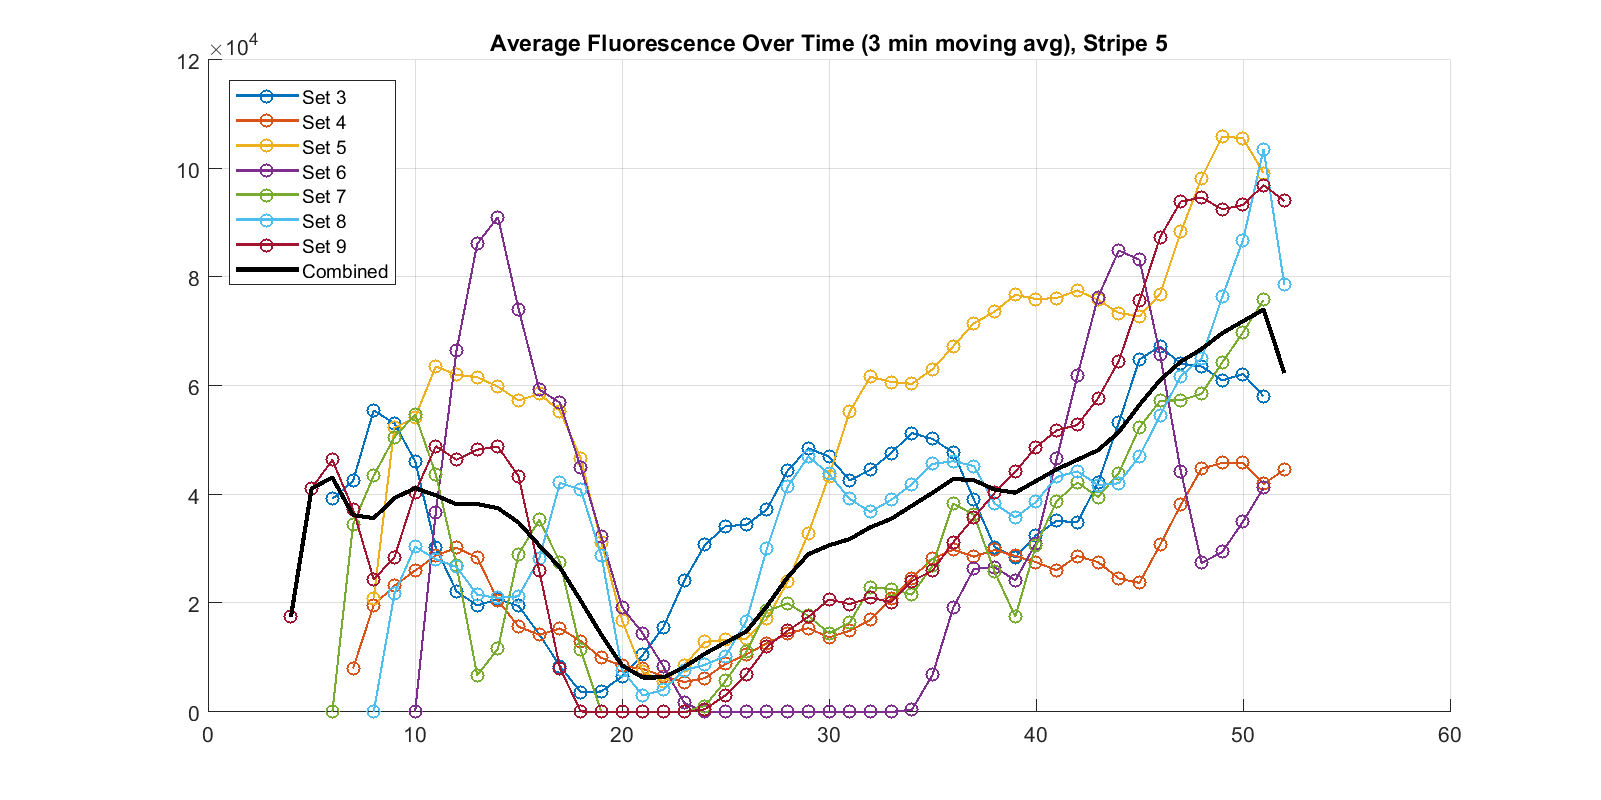 Average Fluorescence Over Time (3 min moving avg), Stripe 5
×10⁴
12
10
8
6
4
2
0
Set 3
Set 4
Set 5
Set 6
Set 7
Set 8
Set 9
Combined
0 10 20 30 40 50 60